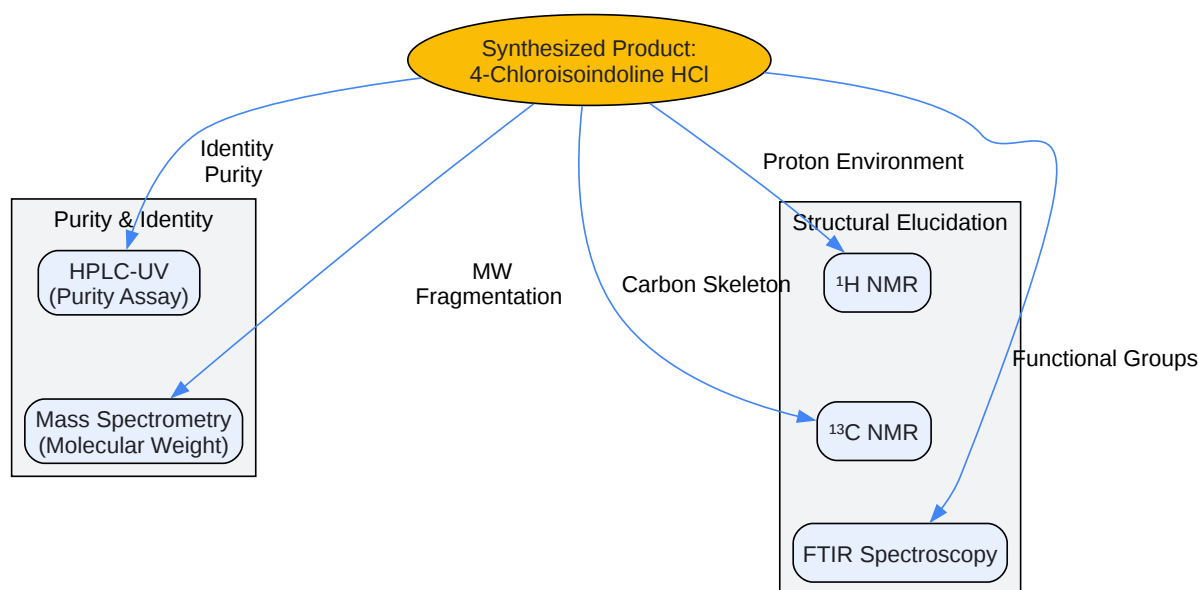 Synthesized Product:
4-Chloroisoindoline HCl
Identity
Purity
Proton Environment
Purity & Identity
Structural Elucidation
HPLC-UV
(Purity Assay)
MW
Fragmentation
Carbon Skeleton
¹H NMR
Functional Groups
Mass Spectrometry
(Molecular Weight)
¹³C NMR
FTIR Spectroscopy